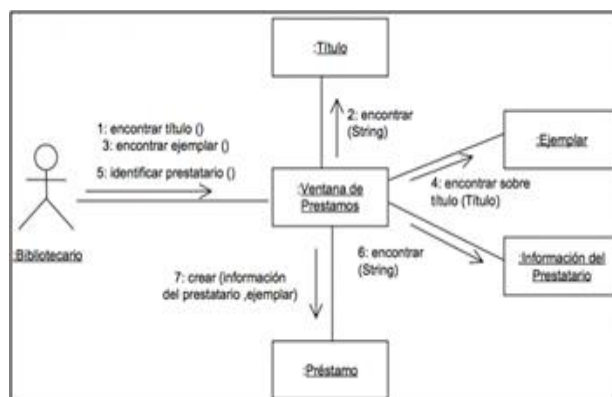 :Título
1: encontrar título ()
3: encontrar ejemplar ()
5: identificar prestatario ()
2: encontrar
(String)
:Ejemplar
:Ventana de
Prestamos
4: encontrar sobre
título (Título)
:Bibliotecario
7: crear (información
del prestatario ,ejemplar)
6: encontrar
(String)
:Información del
Prestatario
:Préstamo